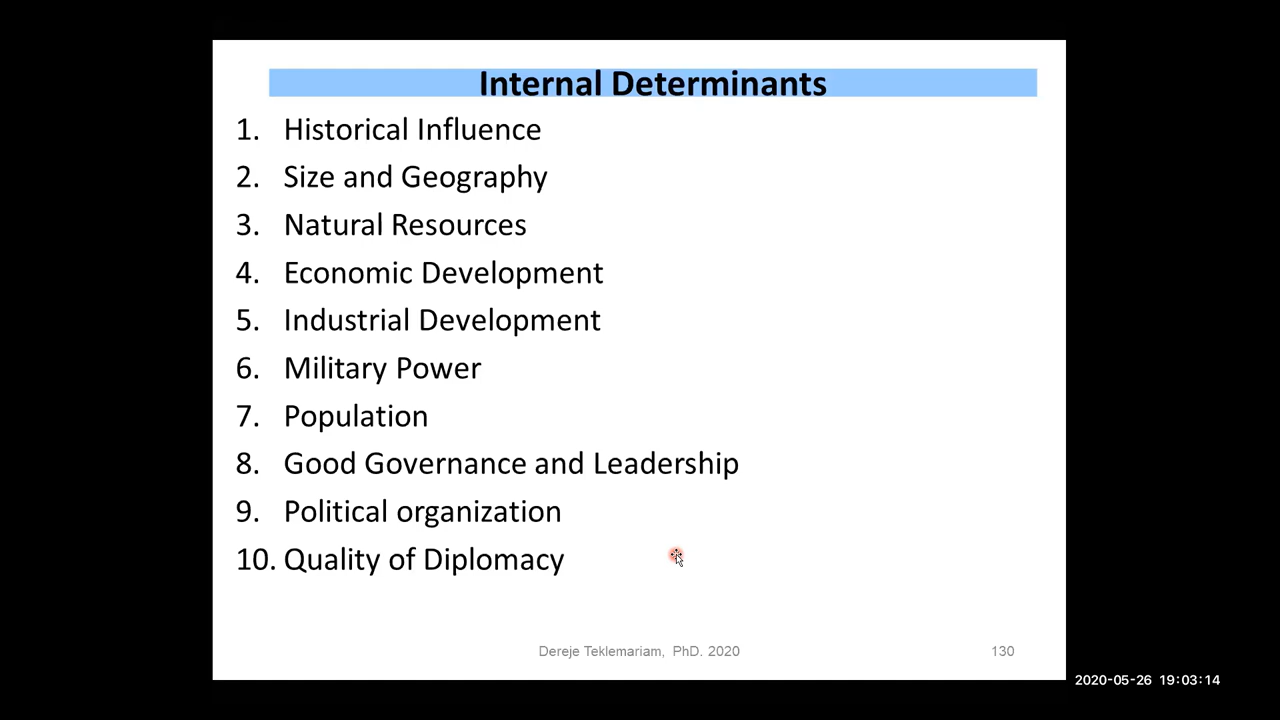 Internal Determinants
1. Historical Influence
2. Size and Geography
3. Natural Resources
4. Economic Development
5. Industrial Development
6. Military Power
7. Population
8. Good Governance and Leadership
9. Political organization
10. Quality of Diplomacy
Dereje Teklemariam, PhD. 2020 130
2020-05-26 19:03:14